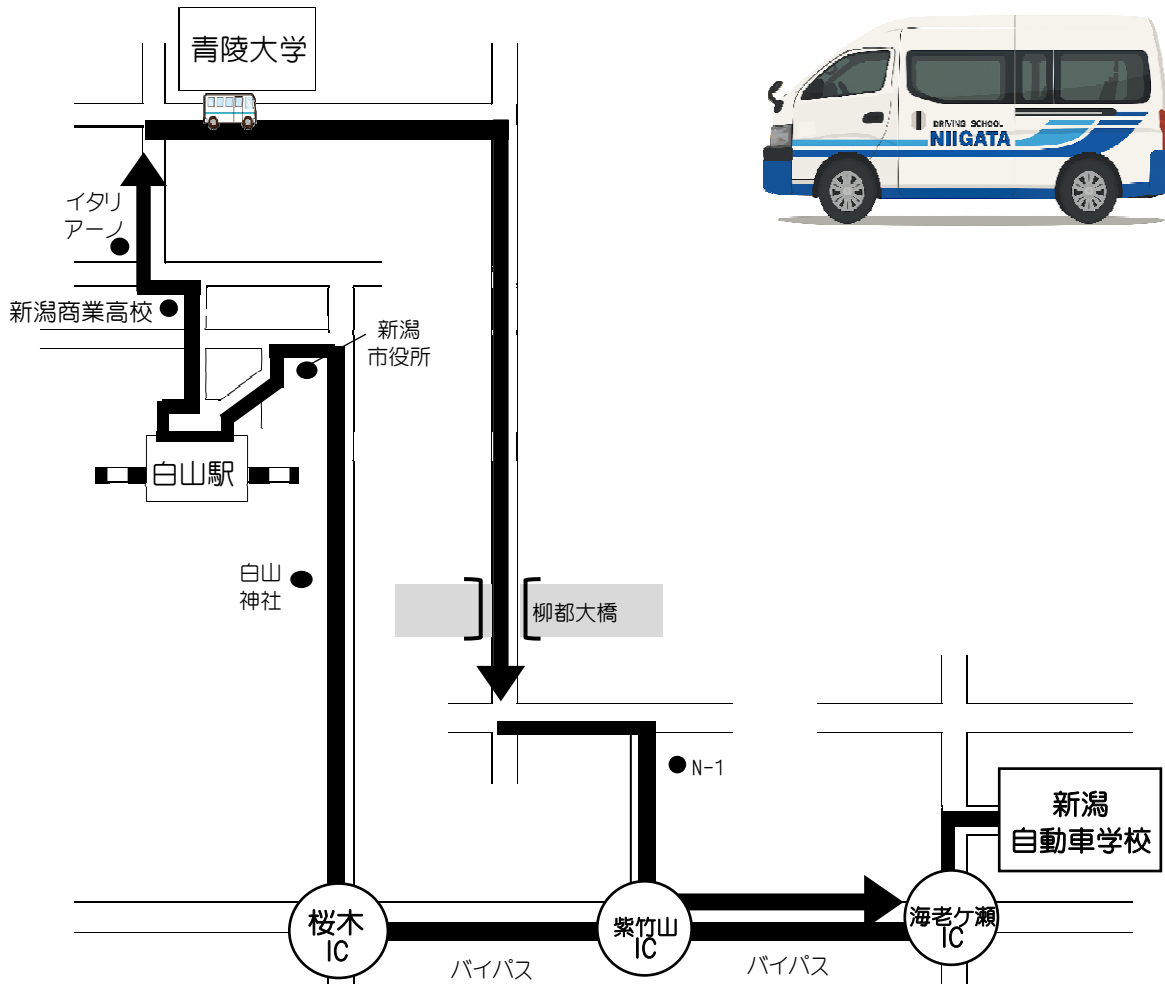 青陵大学
DRIVING SCHOOL
NIIGATA
イタリ
アーノ
新潟商業高校
新潟
市役所
白山駅
白山
神社
柳都大橋
N-1
新潟
自動車学校
桜木
IC
紫竹山
IC
海老ケ瀬
IC
バイパス
バイパス